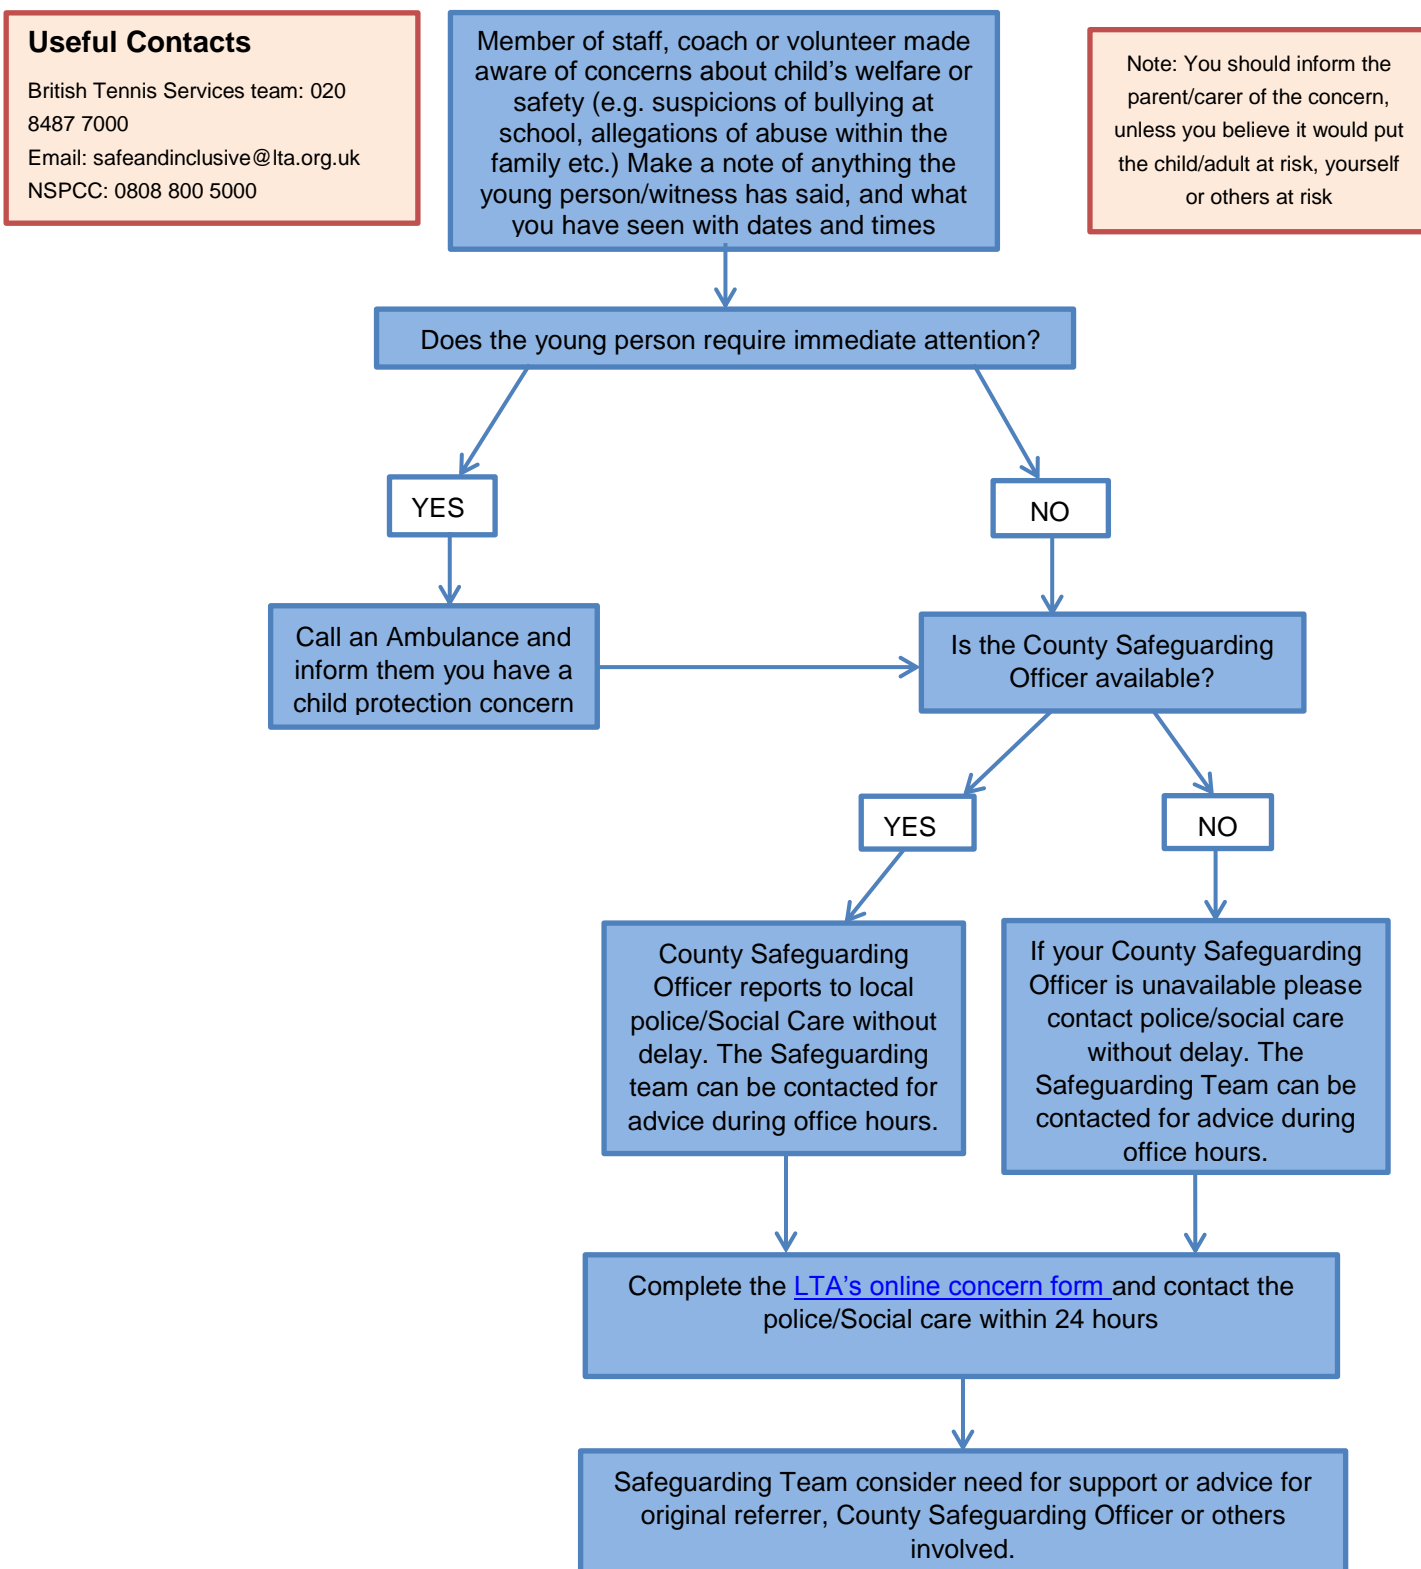 Useful Contacts
British Tennis Services team: 020
8487 7000
Email: safeandinclusive@lta.org.uk
NSPCC: 0808 800 5000
Member of staff, coach or volunteer made
aware of concerns about child’s welfare or
safety (e.g. suspicions of bullying at
school, allegations of abuse within the
family etc.) Make a note of anything the
young person/witness has said, and what
you have seen with dates and times
Note: You should inform the
parent/carer of the concern,
unless you believe it would put
the child/adult at risk, yourself
or others at risk
Does the young person require immediate attention?
YES
NO
Call an Ambulance and
inform them you have a
child protection concern
Is the County Safeguarding
Officer available?
YES
NO
County Safeguarding
Officer reports to local
police/Social Care without
delay. The Safeguarding
team can be contacted for
advice during office hours.
If your County Safeguarding
Officer is unavailable please
contact police/social care
without delay. The
Safeguarding Team can be
contacted for advice during
office hours.
Complete the LTA’s online concern form and contact the
police/Social care within 24 hours
Safeguarding Team consider need for support or advice for
original referrer, County Safeguarding Officer or others
involved.